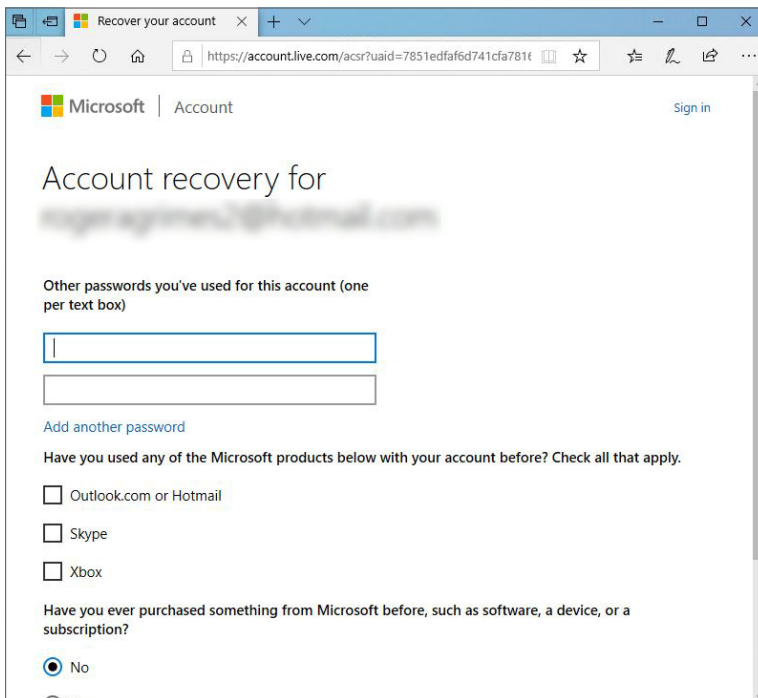 Recover your account
https://account.live.com/acsr?uaid=7851edfaf6d741cfa781
Microsoft | Account
Sign in
Account recovery for
Other passwords you've used for this account (one
per text box)
Add another password
Have you used any of the Microsoft products below with your account before? Check all that apply.
Outlook.com or Hotmail
Skype
Xbox
Have you ever purchased something from Microsoft before, such as software, a device, or a
subscription?
No